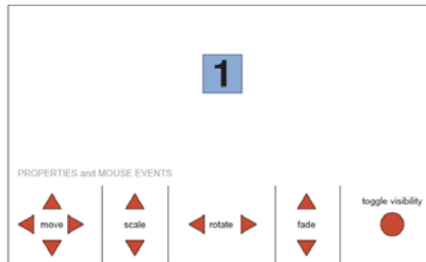 1
PROPERTIES and MOUSE EVENTS
toggle visibility
move scale rotate fade